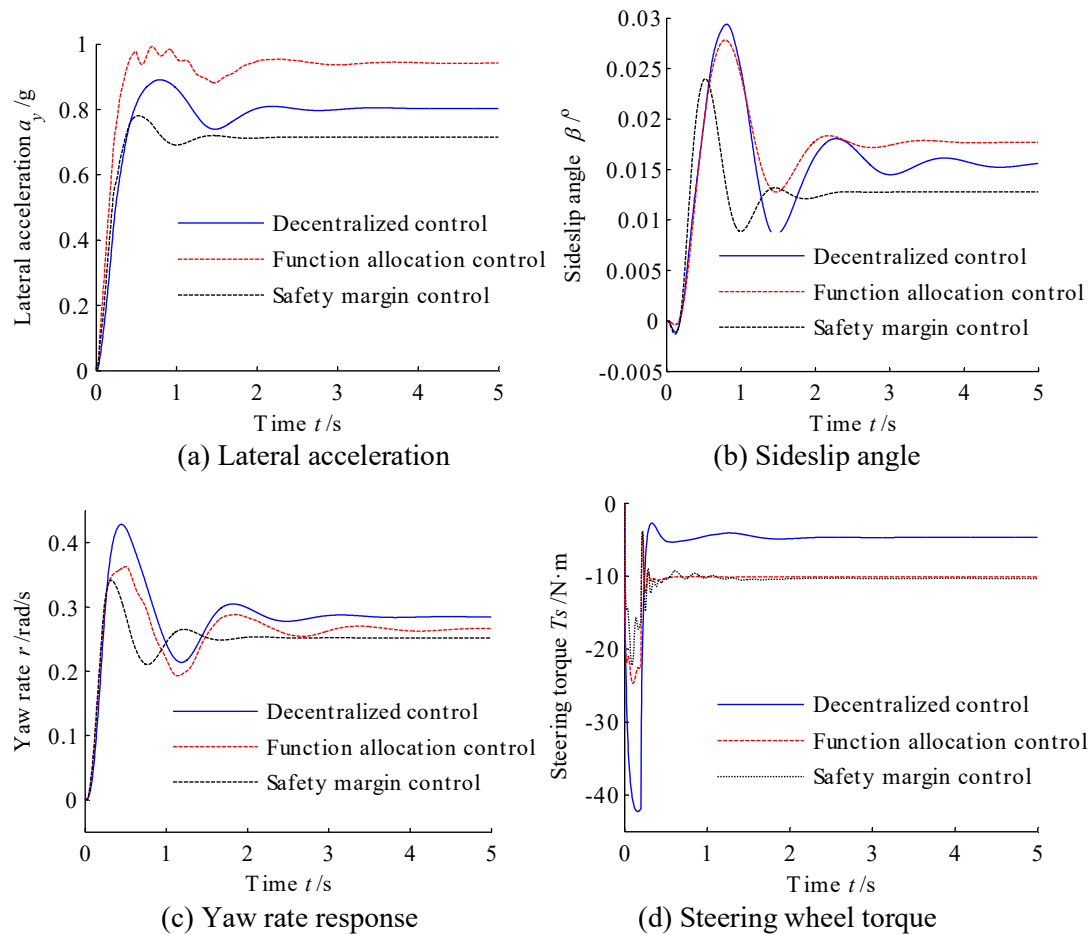 Lateral acceleration a_y /g
1
0.8
0.6
0.4
0.2
0
0 1 2 3 4 5
Decentralized control
Function allocation control
Safety margin control
Time t /s
(a) Lateral acceleration
Sideslip angle β /°
0.03
0.025
0.02
0.015
0.01
0.005
0
-0.005
0 1 2 3 4 5
Decentralized control
Function allocation control
Safety margin control
Time t /s
(b) Sideslip angle
Yaw rate r /rad/s
0.4
0.3
0.2
0.1
0
0 1 2 3 4 5
Decentralized control
Function allocation control
Safety margin control
Time t /s
(c) Yaw rate response
Steering torque Ts /N·m
0
-10
-20
-30
-40
0 1 2 3 4 5
Decentralized control
Function allocation control
Safety margin control
Time t /s
(d) Steering wheel torque